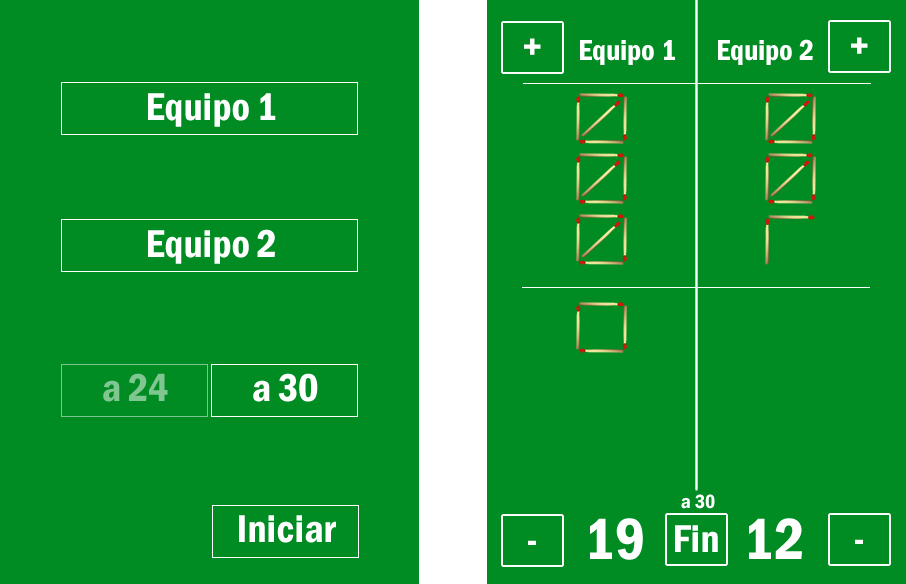 Equipo 1
Equipo 2
a 24 a 30
Iniciar
+ Equipo 1 Equipo 2 +
a 30
- 19 Fin 12 -